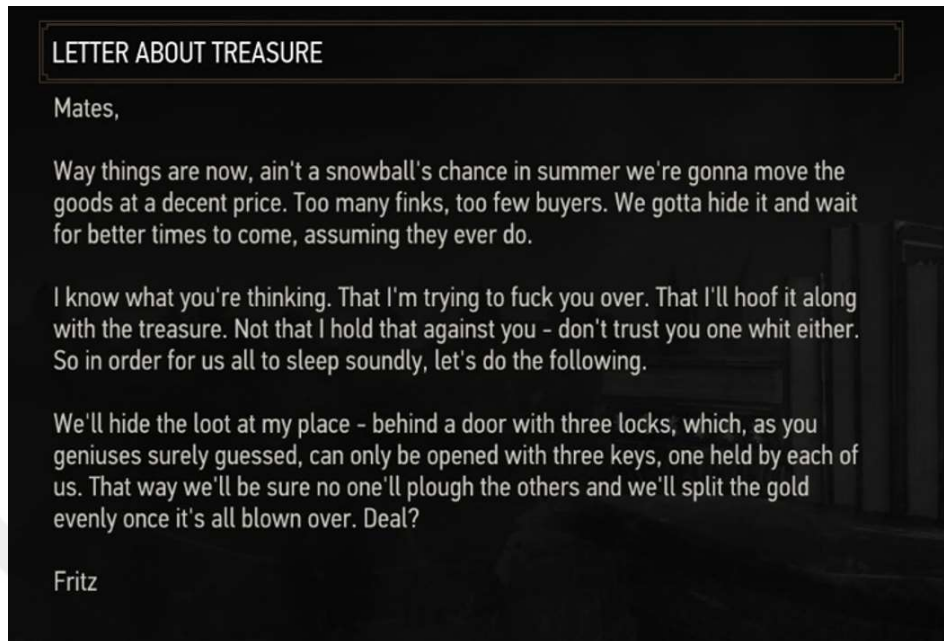 LETTER ABOUT TREASURE
Mates,
Way things are now, ain't a snowball's chance in summer we're gonna move the
goods at a decent price. Too many finks, too few buyers. We gotta hide it and wait
for better times to come, assuming they ever do.
I know what you're thinking. That I'm trying to fuck you over. That I'll hoof it along
with the treasure. Not that I hold that against you - don't trust you one whit either.
So in order for us all to sleep soundly, let's do the following.
We'll hide the loot at my place - behind a door with three locks, which, as you
geniuses surely guessed, can only be opened with three keys, one held by each of
us. That way we'll be sure no one'll plough the others and we'll split the gold
evenly once it's all blown over. Deal?
Fritz